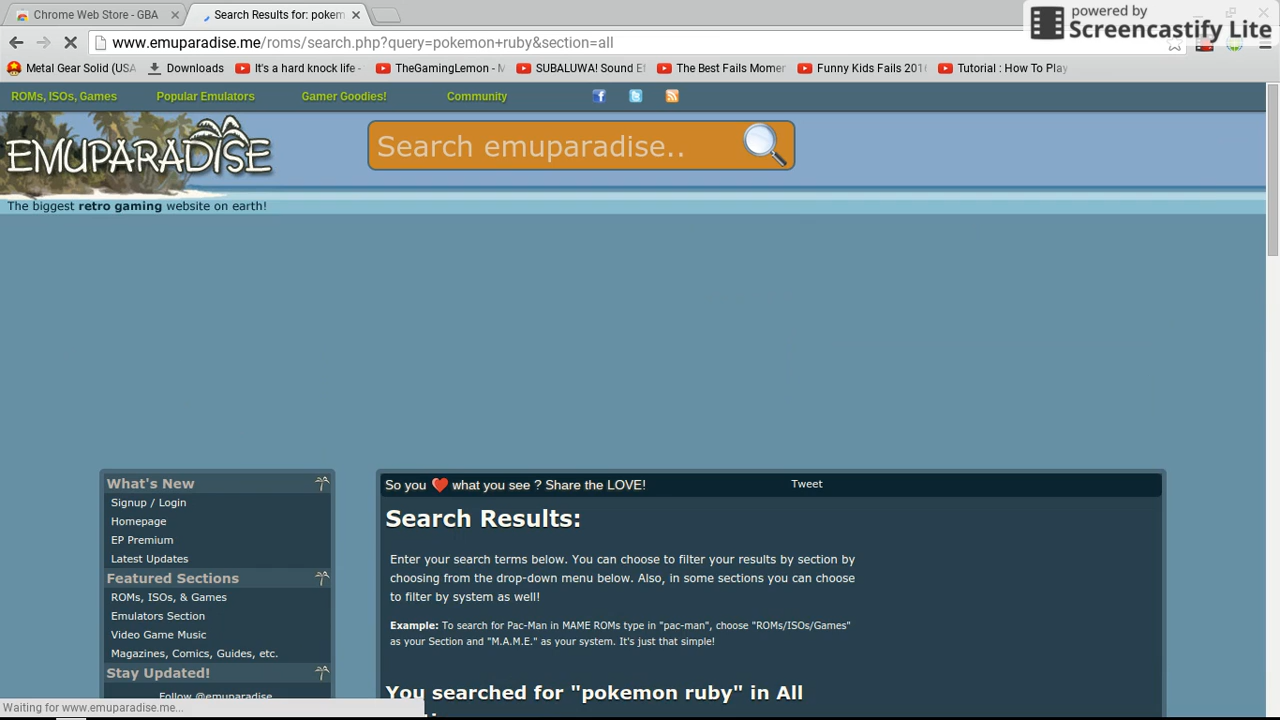 Chrome Web Store - GBA
Search Results for: pokem
powered by
Screencastify Lite
www.emuparadise.me/roms/search.php?query=pokemon+ruby&section=all
Metal Gear Solid (USA
Downloads
It's a hard knock life -
TheGamingLemon - M
SUBALUWA! Sound Ef
The Best Fails Momen
Funny Kids Fails 2016
Tutorial : How To Play
ROMs, ISOs, Games
Popular Emulators
Gamer Goodies!
Community
EMUPARADISE
Search emuparadise..
The biggest retro gaming website on earth!
What's New
Signup / Login
Homepage
EP Premium
Latest Updates
Featured Sections
ROMs, ISOs, & Games
Emulators Section
Video Game Music
Magazines, Comics, Guides, etc.
Stay Updated!
Follow @emuparadise
So you ❤ what you see ? Share the LOVE!
Tweet
Search Results:
Enter your search terms below. You can choose to filter your results by section by
choosing from the drop-down menu below. Also, in some sections you can choose
to filter by system as well!
Example: To search for Pac-Man in MAME ROMs type in "pac-man", choose "ROMs/ISOs/Games"
as your Section and "M.A.M.E." as your system. It's just that simple!
You searched for "pokemon ruby" in All
Waiting for www.emuparadise.me...